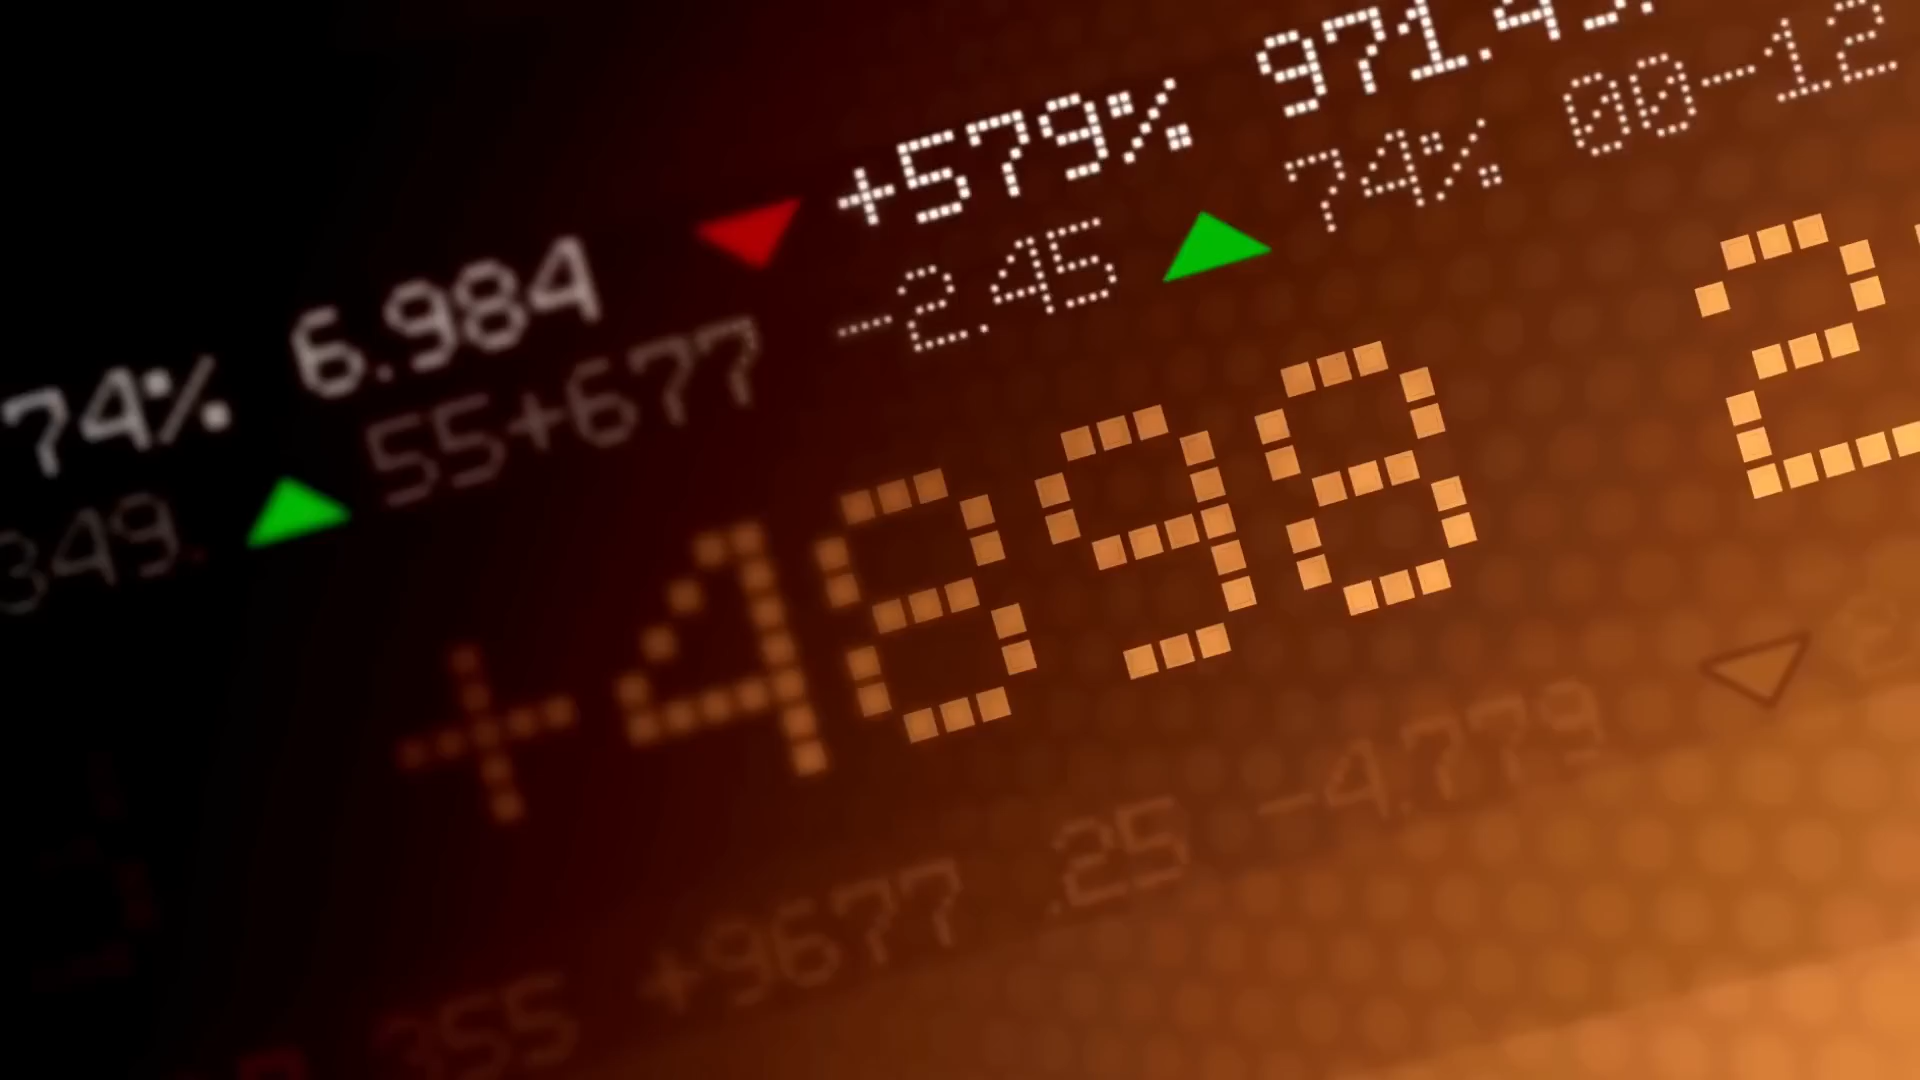 74% 6.984 +579% 971.45
349. 55+677 -2.45 74% 00-12
+4898 2
355 +9677 .25 -4.779